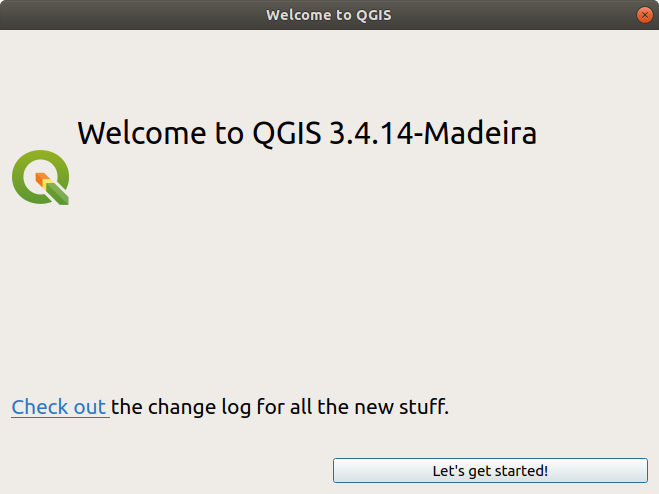 Welcome to QGIS
Welcome to QGIS 3.4.14-Madeira
Check out the change log for all the new stuff.
Let's get started!